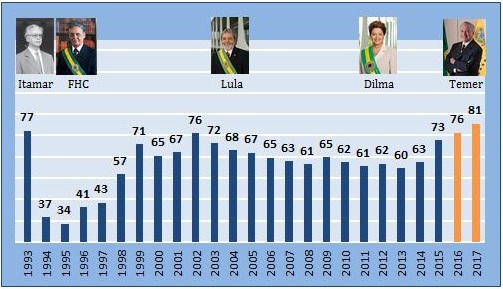 Itamar FHC Lula Dilma Temer
77 37 34 41 43 57 71 65 67 76 72 68 67 65 63 61 65 62 61 62 60 63 73 76 81
1993 1994 1995 1996 1997 1998 1999 2000 2001 2002 2003 2004 2005 2006 2007 2008 2009 2010 2011 2012 2013 2014 2015 2016 2017